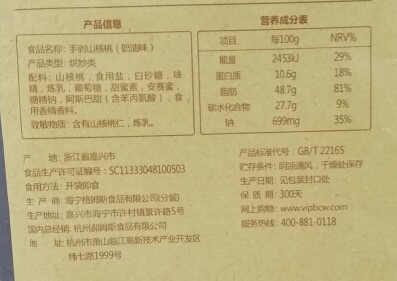 产品信息
食品名称：手剥山核桃（奶油味）
产品类型：烘炒类
配料：山核桃，食用盐，白砂糖，味
精，炼乳，葡萄糖，甜蜜素，安赛蜜，
糖精钠，阿斯巴甜（含苯丙氨酸），食
用香精香料。
致敏物质：含有山核桃仁，炼乳。
营养成分表
项目 每100g NRV%
能量 2453kJ 29%
蛋白质 10.6g 18%
脂肪 48.7g 81%
碳水化合物 27.7g 9%
钠 699mg 35%
产 地：浙江省嘉兴市
食品生产许可证编号：SC11333048100503
食用方法：开袋即食
生产商：海宁格姆斯食品有限公司(分装)
生产地址：嘉兴市海宁市许村镇景许路5号
国内总经销：杭州郝姆斯食品有限公司
地 址：杭州市萧山临江高新技术产业开发区
纬七路1999号
产品标准代号：GB/T 22165
贮存条件：阴凉通风，干燥处保存
生产日期：见包装封口处
保 质 期：300天
网上购物：www.vipbcw.com
服务热线：400-881-0118